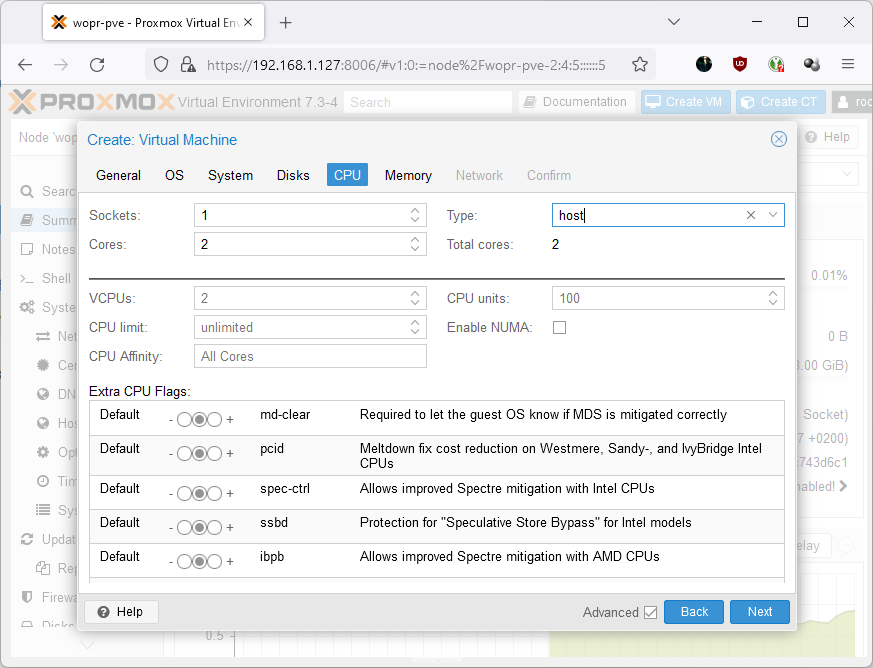 wopr-pve - Proxmox Virtual Env
https://192.168.1.127:8006/#v1:0:=node%2Fwopr-pve-2:4:5::::::5
PROXMOX Virtual Environment 7.3-4 Search Documentation Create VM Create CT roo
Node 'wop Help
Create: Virtual Machine
General OS System Disks CPU Memory Network Confirm
Sockets: 1 Type: host
Cores: 2 Total cores: 2
VCPUs: 2 CPU units: 100
CPU limit: unlimited Enable NUMA:
CPU Affinity: All Cores
Extra CPU Flags:
Default - + md-clear Required to let the guest OS know if MDS is mitigated correctly
Default - + pcid Meltdown fix cost reduction on Westmere, Sandy-, and IvyBridge Intel
CPUs
Default - + spec-ctrl Allows improved Spectre mitigation with Intel CPUs
Default - + ssbd Protection for "Speculative Store Bypass" for Intel models
Default - + ibpb Allows improved Spectre mitigation with AMD CPUs
Help Advanced Back Next
Searc
Summ
Notes
Shell
Syste
Net
Cer
DN
Hos
Opt
Tim
Sys
Updat
Rep
Firewa
Disks
0.01%
0 B
.00 GiB)
Socket)
7 +0200)
:743d6c1
nabled!
elay
0.5